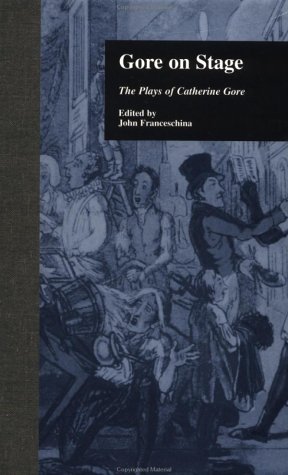 Gore on Stage
The Plays of Catherine Gore
Edited by
John Franceschina